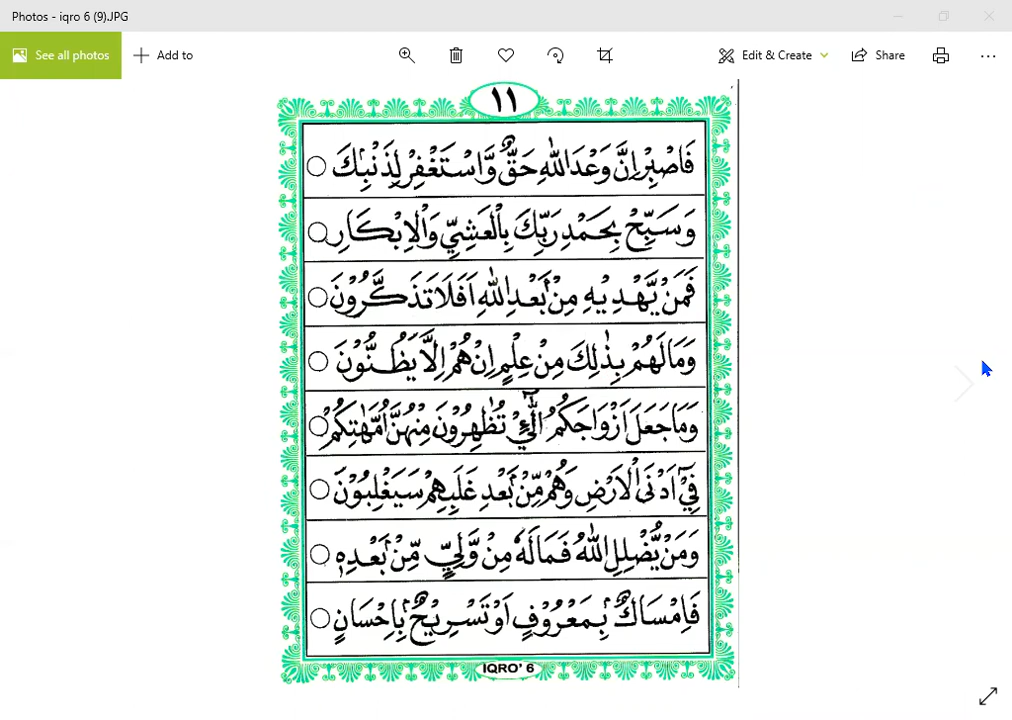 Photos - iqro 6 (9).JPG
See all photos
Add to
Edit & Create
Share
١١
فَاصْبِرْ اِنَّ وَعْدَ اللّٰهِ حَقٌّ وَّاسْتَغْفِرْ لِذَنْۢبِكَ
وَسَبِّحْ بِحَمْدِ رَبِّكَ بِالْعَشِيِّ وَالْاِبْكَارِ
فَمَنْ يَّهْدِيْهِ مِنْۢ بَعْدِ اللّٰهِ اَفَلَا تَذَكَّرُوْنَ
وَمَا لَهُمْ بِذٰلِكَ مِنْ عِلْمٍ اِنْ هُمْ اِلَّا يَظُنُّوْنَ
وَمَا جَعَلَ اَزْوَاجَكُمُ الّٰۤئِيْ تُظٰهِرُوْنَ مِنْهُنَّ اُمَّهٰتِكُمْ
فِيْٓ اَدْنَى الْاَرْضِ وَهُمْ مِّنْۢ بَعْدِ غَلَبِهِمْ سَيَغْلِبُوْنَ
وَمَنْ يُّضْلِلِ اللّٰهُ فَمَا لَهٗ مِنْ وَّلِيٍّ مِّنْۢ بَعْدِهٖ
فَاِمْسَاكٌۢ بِمَعْرُوْفٍ اَوْ تَسْرِيْحٌۢ بِاِحْسَانٍ
IQRO' 6